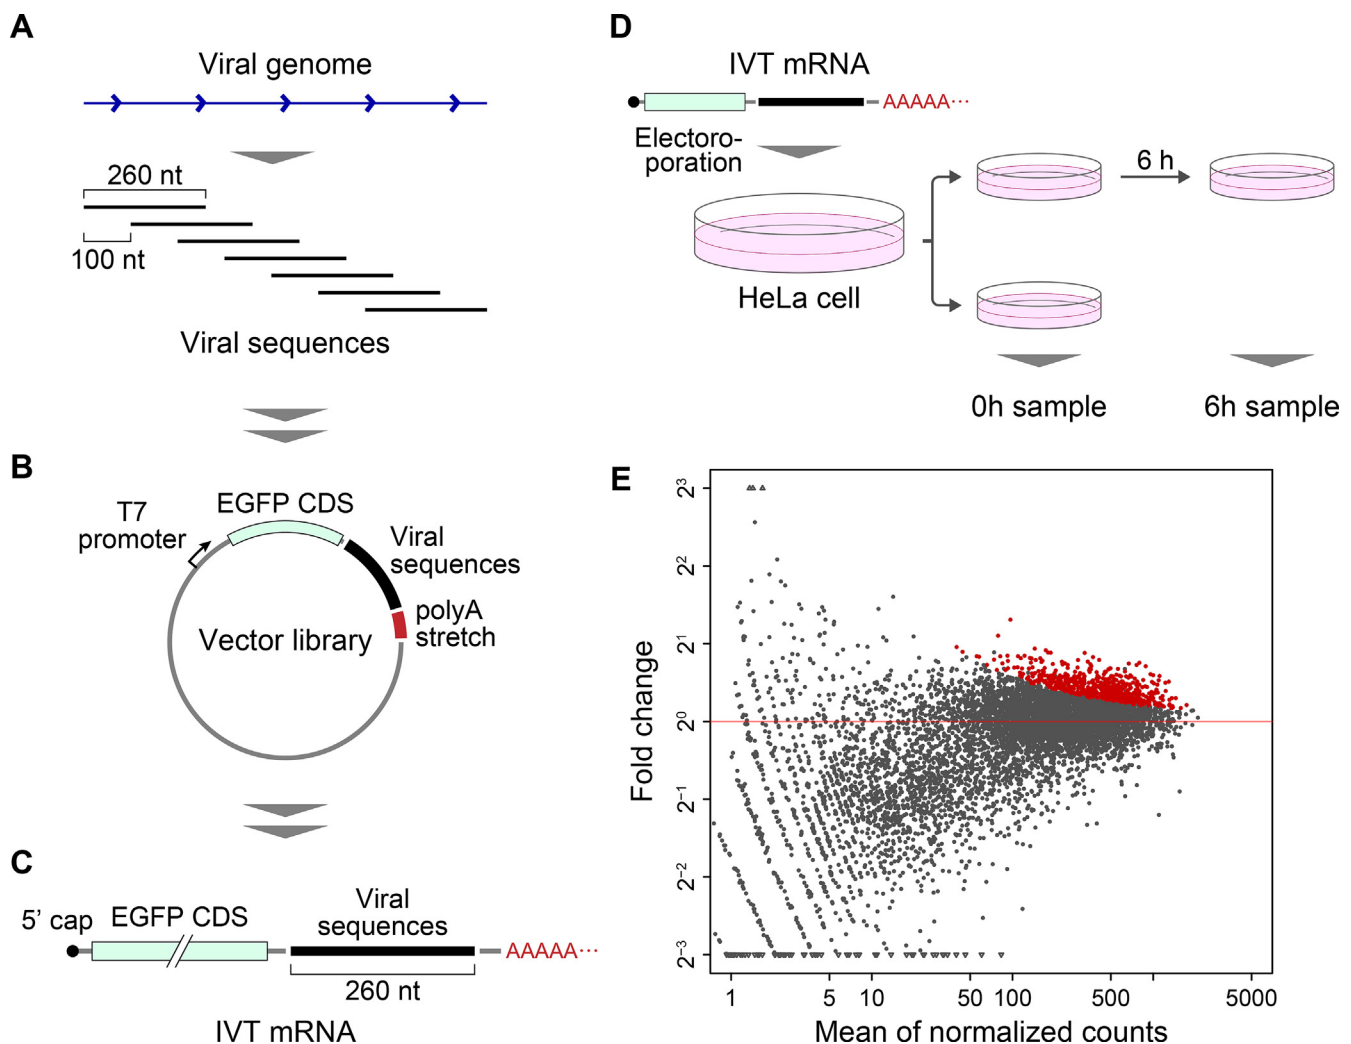 A
Viral genome
260 nt
100 nt
Viral sequences
B
T7
promoter
EGFP CDS
Viral
sequences
polyA
stretch
Vector library
C
5’ cap
EGFP CDS
Viral
sequences
AAAAA···
260 nt
IVT mRNA
D
IVT mRNA
AAAAA···
Electoro-
poration
6 h
HeLa cell
0h sample
6h sample
E
Fold change
2³
2²
2¹
2⁰
2⁻¹
2⁻²
2⁻³
1 5 10 50 100 500 5000
Mean of normalized counts